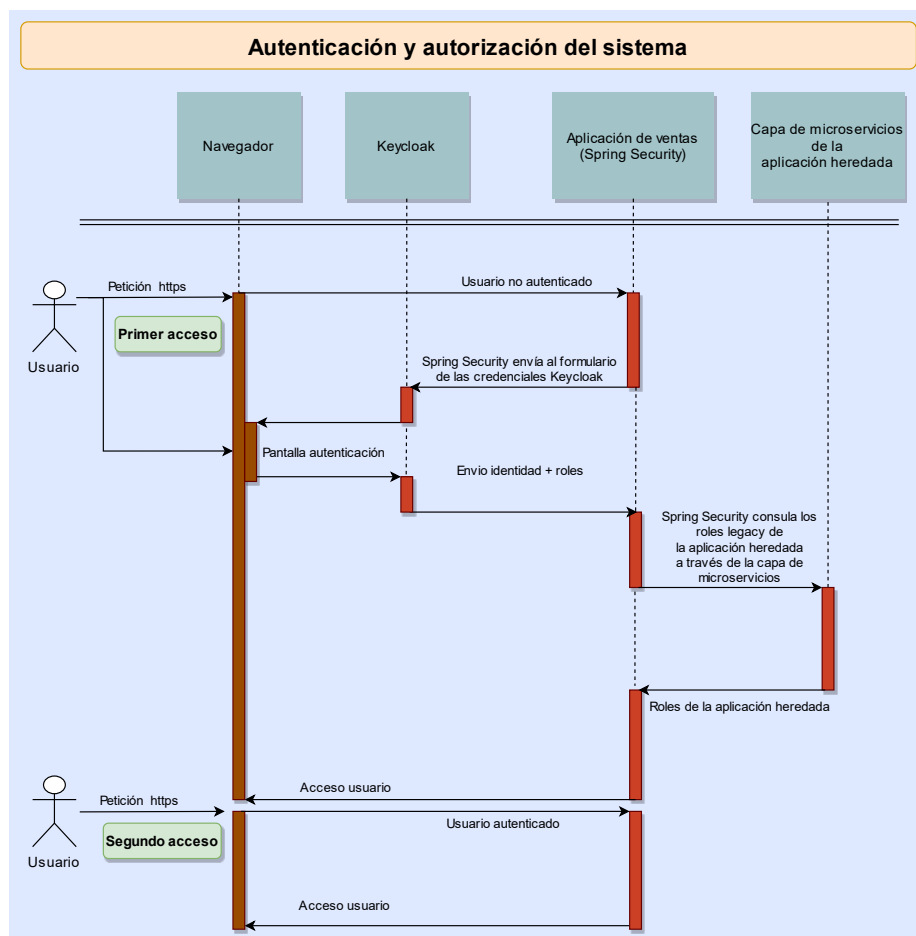 Autenticación y autorización del sistema
Navegador
Keycloak
Aplicación de ventas
(Spring Security)
Capa de microservicios
de la
aplicación heredada
Petición https
Usuario no autenticado
Primer acceso
Usuario
Spring Security envía al formulario
de las credenciales Keycloak
Pantalla autenticación
Envio identidad + roles
Spring Security consula los
roles legacy de
la aplicación heredada
a través de la capa de
microservicios
Roles de la aplicación heredada
Acceso usuario
Petición https
Usuario autenticado
Segundo acceso
Usuario
Acceso usuario